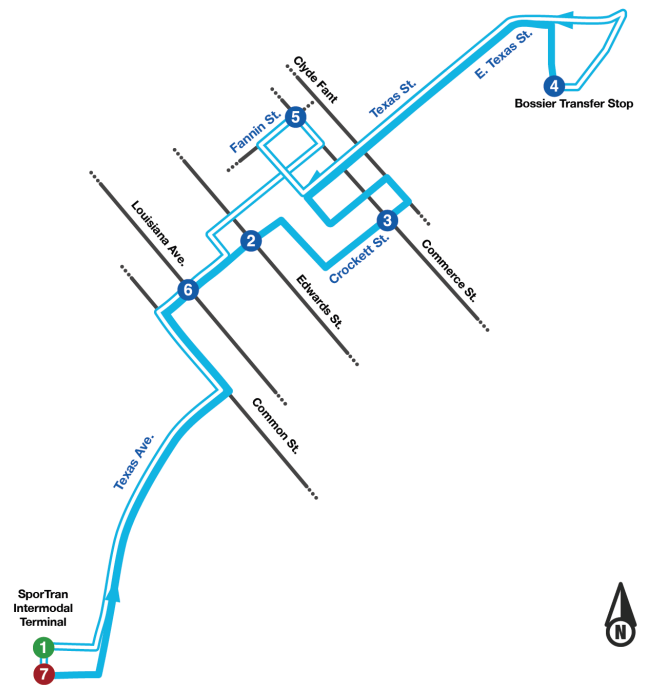 Clyde Fant
E. Texas St.
Texas St.
4
Bossier Transfer Stop
5
Fannin St.
Louisiana Ave.
2
3
Crockett St.
Commerce St.
6
Edwards St.
Common St.
Texas Ave.
SporTran
Intermodal
Terminal
1
7
N